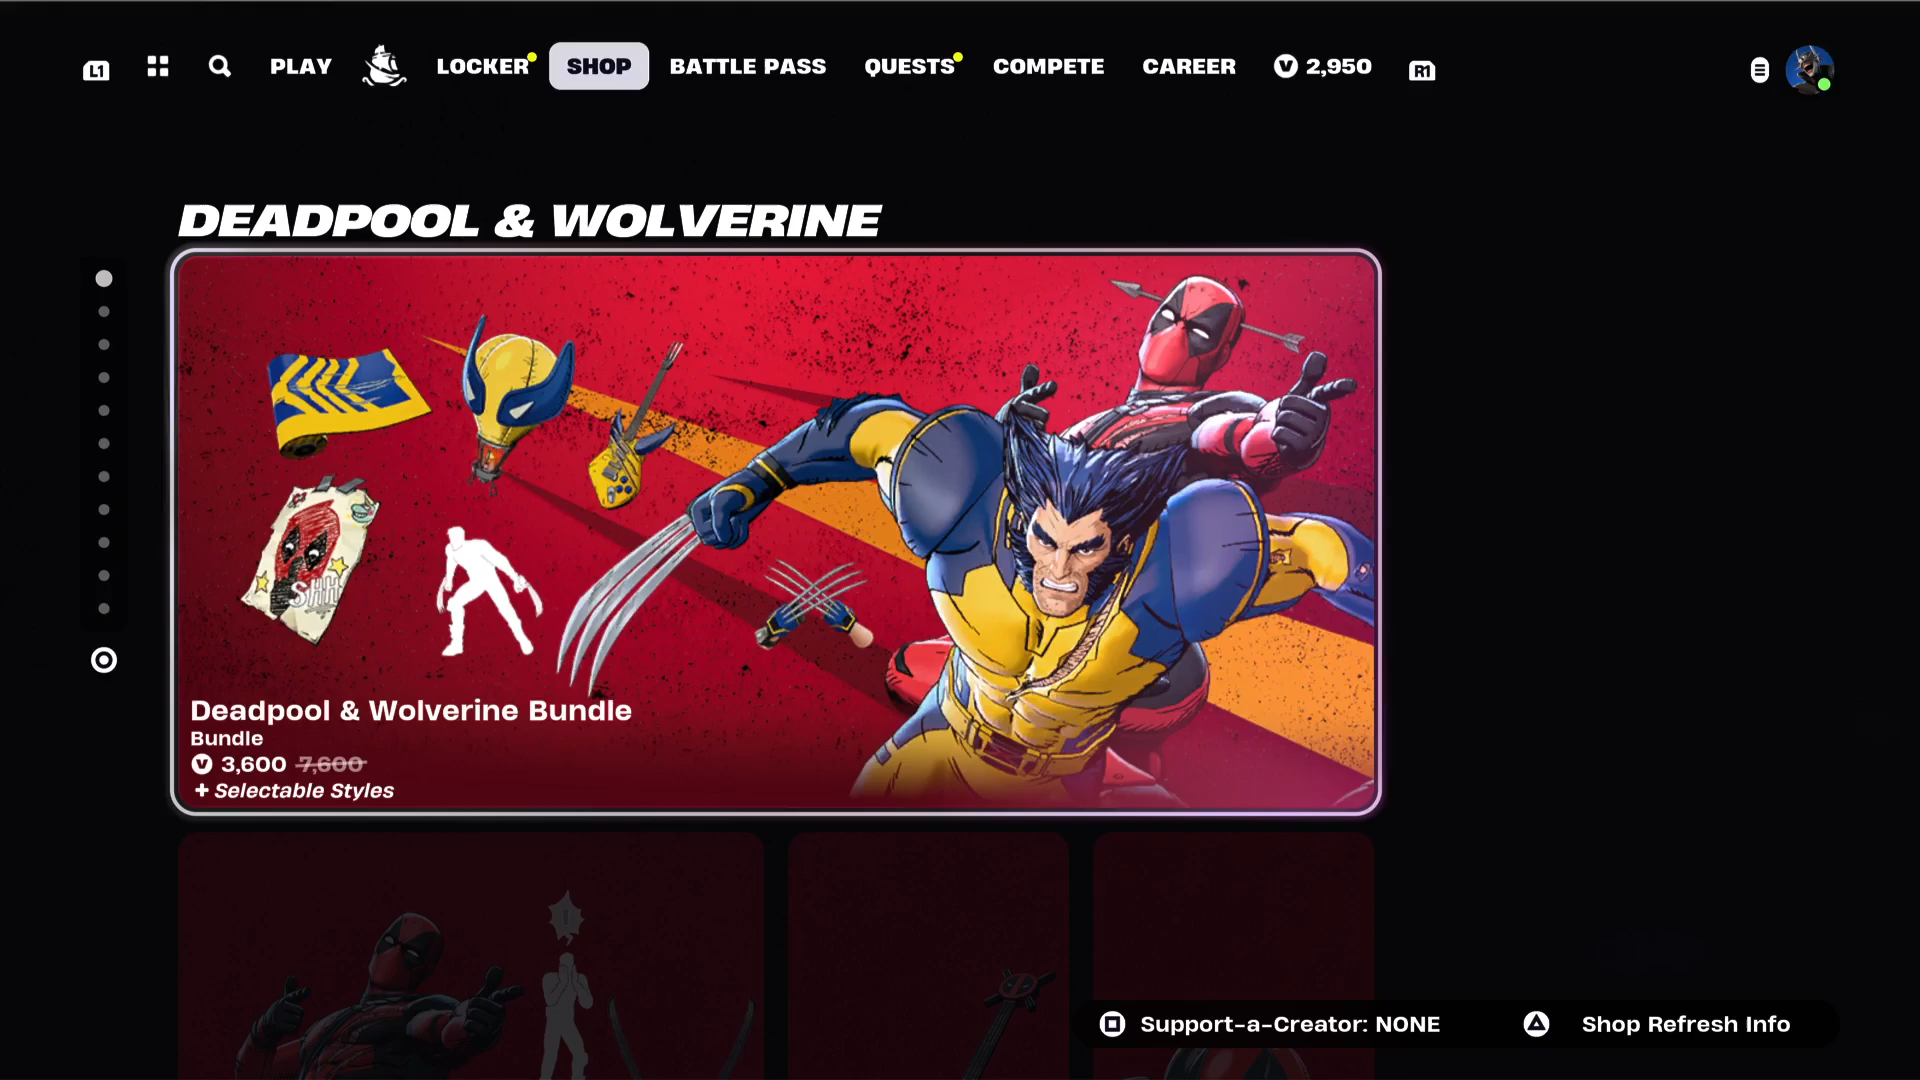 L1 PLAY LOCKER SHOP BATTLE PASS QUESTS COMPETE CAREER V 2,950 R1
DEADPOOL & WOLVERINE
SHH
Deadpool & Wolverine Bundle
Bundle
V 3,600 7,600
+ Selectable Styles
!
Support-a-Creator: NONE Shop Refresh Info